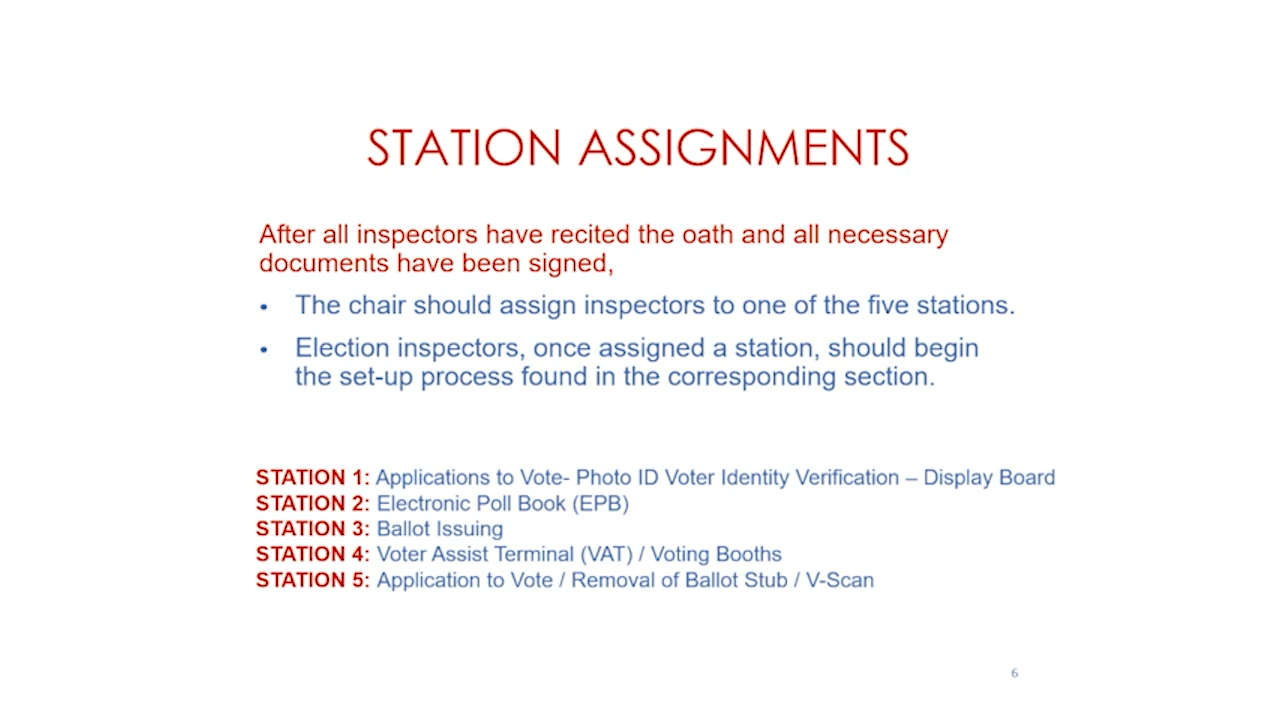 STATION ASSIGNMENTS
After all inspectors have recited the oath and all necessary
documents have been signed,
• The chair should assign inspectors to one of the five stations.
• Election inspectors, once assigned a station, should begin
the set-up process found in the corresponding section.
STATION 1: Applications to Vote- Photo ID Voter Identity Verification – Display Board
STATION 2: Electronic Poll Book (EPB)
STATION 3: Ballot Issuing
STATION 4: Voter Assist Terminal (VAT) / Voting Booths
STATION 5: Application to Vote / Removal of Ballot Stub / V-Scan
6